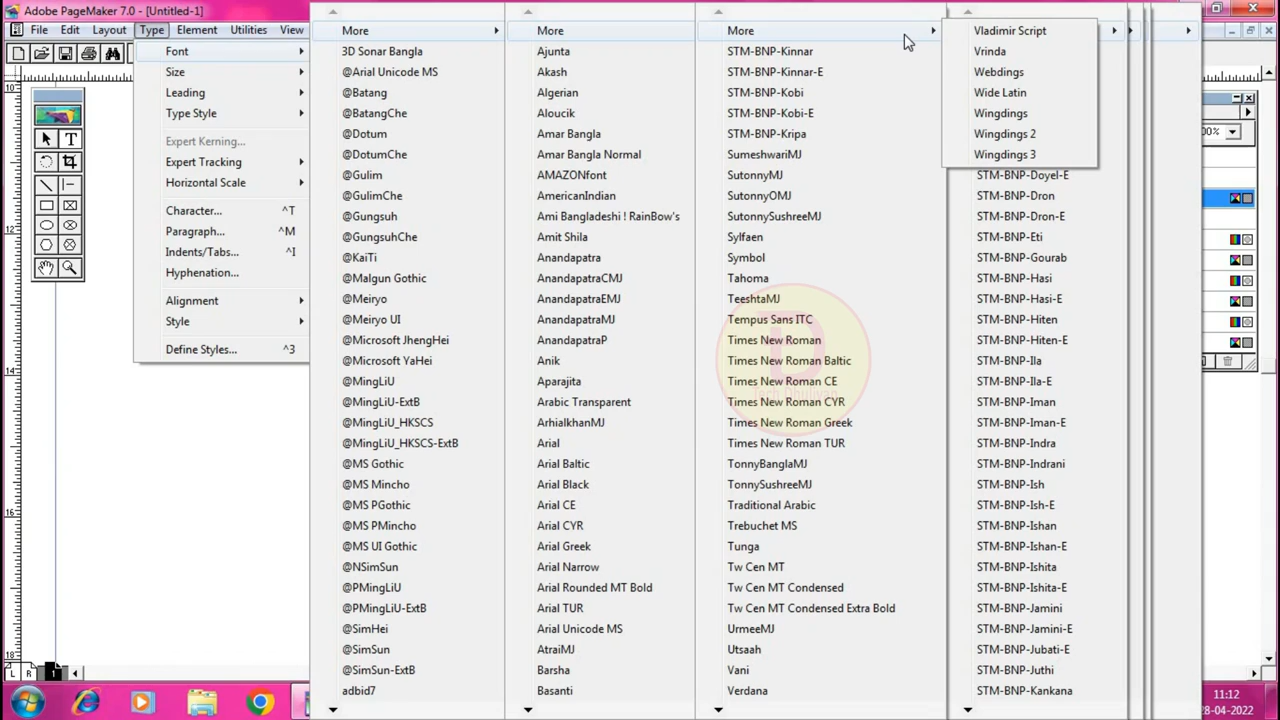 Adobe PageMaker 7.0 - [Untitled-1]
File Edit Layout Type Element Utilities View
Font
Size
Leading
Type Style
Expert Kerning...
Expert Tracking
Horizontal Scale
Character... ^T
Paragraph... ^M
Indents/Tabs... ^I
Hyphenation...
Alignment
Style
Define Styles... ^3
More
3D Sonar Bangla
@Arial Unicode MS
@Batang
@BatangChe
@Dotum
@DotumChe
@Gulim
@GulimChe
@Gungsuh
@GungsuhChe
@KaiTi
@Malgun Gothic
@Meiryo
@Meiryo UI
@Microsoft JhengHei
@Microsoft YaHei
@MingLiU
@MingLiU-ExtB
@MingLiU_HKSCS
@MingLiU_HKSCS-ExtB
@MS Gothic
@MS Mincho
@MS PGothic
@MS PMincho
@MS UI Gothic
@NSimSun
@PMingLiU
@PMingLiU-ExtB
@SimHei
@SimSun
@SimSun-ExtB
adbid7
More
Ajunta
Akash
Algerian
Aloucik
Amar Bangla
Amar Bangla Normal
AMAZONfont
AmericanIndian
Ami Bangladeshi ! RainBow's
Amit Shila
Anandapatra
AnandapatraCMJ
AnandapatraEMJ
AnandapatraMJ
AnandapatraP
Anik
Aparajita
Arabic Transparent
ArhialkhanMJ
Arial
Arial Baltic
Arial Black
Arial CE
Arial CYR
Arial Greek
Arial Narrow
Arial Rounded MT Bold
Arial TUR
Arial Unicode MS
AtraiMJ
Barsha
Basanti
More
STM-BNP-Kinnar
STM-BNP-Kinnar-E
STM-BNP-Kobi
STM-BNP-Kobi-E
STM-BNP-Kripa
SumeshwariMJ
SutonnyMJ
SutonnyOMJ
SutonnySushreeMJ
Sylfaen
Symbol
Tahoma
TeeshtaMJ
Tempus Sans ITC
Times New Roman
Times New Roman Baltic
Times New Roman CE
Times New Roman CYR
Times New Roman Greek
Times New Roman TUR
TonnyBanglaMJ
TonnySushreeMJ
Traditional Arabic
Trebuchet MS
Tunga
Tw Cen MT
Tw Cen MT Condensed
Tw Cen MT Condensed Extra Bold
UrmeeMJ
Utsaah
Vani
Verdana
Vladimir Script
Vrinda
Webdings
Wide Latin
Wingdings
Wingdings 2
Wingdings 3
STM-BNP-Doyel-E
STM-BNP-Dron
STM-BNP-Dron-E
STM-BNP-Eti
STM-BNP-Gourab
STM-BNP-Hasi
STM-BNP-Hasi-E
STM-BNP-Hiten
STM-BNP-Hiten-E
STM-BNP-Ila
STM-BNP-Ila-E
STM-BNP-Iman
STM-BNP-Iman-E
STM-BNP-Indra
STM-BNP-Indrani
STM-BNP-Ish
STM-BNP-Ish-E
STM-BNP-Ishan
STM-BNP-Ishan-E
STM-BNP-Ishita
STM-BNP-Ishita-E
STM-BNP-Jamini
STM-BNP-Jamini-E
STM-BNP-Jubati-E
STM-BNP-Juthi
STM-BNP-Kankana
10
12
14
16
18
L R 1
11:12
28-04-2022